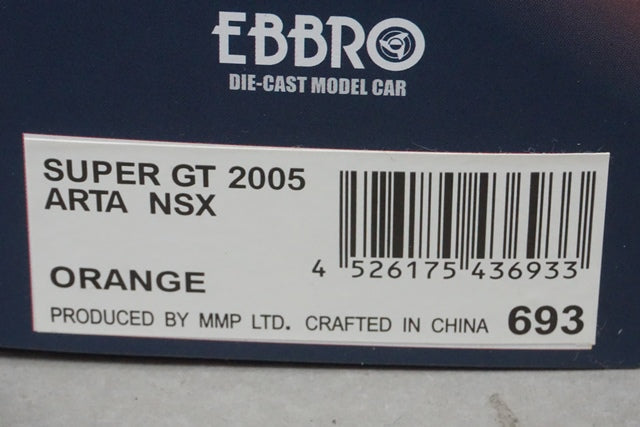 EBBRO
DIE-CAST MODEL CAR
SUPER GT 2005
ARTA NSX
ORANGE
4 526175 436933
PRODUCED BY MMP LTD. CRAFTED IN CHINA 693